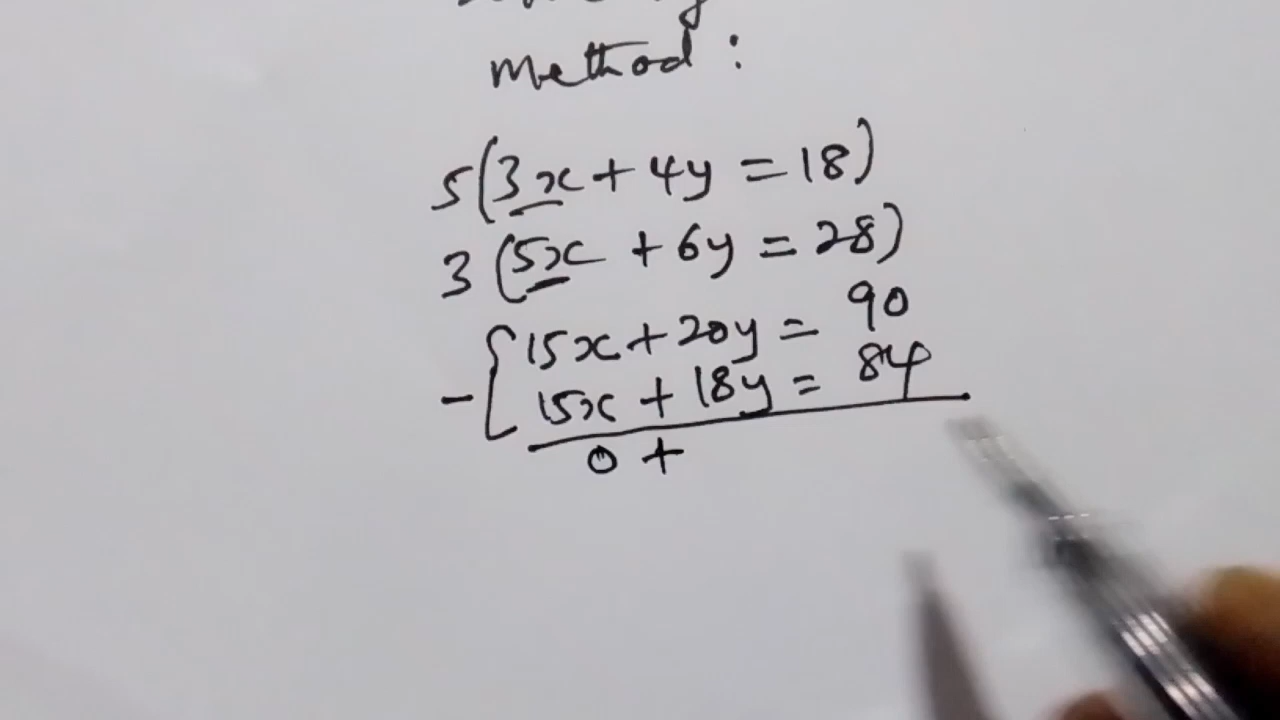 method:
5(3x + 4y = 18)
3(5x + 6y = 28)
15x + 20y = 90
- [ 15x + 18y = 84
0 +